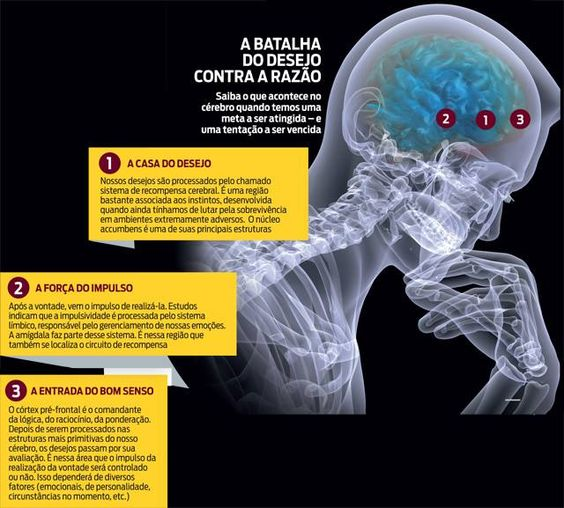 A BATALHA
DO DESEJO
CONTRA A RAZÃO
Saiba o que acontece no
cérebro quando temos uma
meta a ser atingida – e
uma tentação a ser vencida
2 1 3
1 A CASA DO DESEJO
Nossos desejos são processados pelo chamado
sistema de recompensa cerebral. É uma região
bastante associada aos instintos, desenvolvida
quando ainda tínhamos de lutar pela sobrevivência
em ambientes extremamente adversos. O núcleo
accumbens é uma de suas principais estruturas
2 A FORÇA DO IMPULSO
Após a vontade, vem o impulso de realizá-la. Estudos
indicam que a impulsividade é processada pelo sistema
límbico, responsável pelo gerenciamento de nossas emoções.
A amígdala faz parte desse sistema. É nessa região que
também se localiza o circuito de recompensa
3 A ENTRADA DO BOM SENSO
O córtex pré-frontal é o comandante
da lógica, do raciocínio, da ponderação.
Depois de serem processados nas
estruturas mais primitivas do nosso
cérebro, os desejos passam por sua
avaliação. É nessa área que o impulso da
realização da vontade será controlado
ou não. Isso dependerá de diversos
fatores (emocionais, de personalidade,
circunstâncias no momento, etc.)